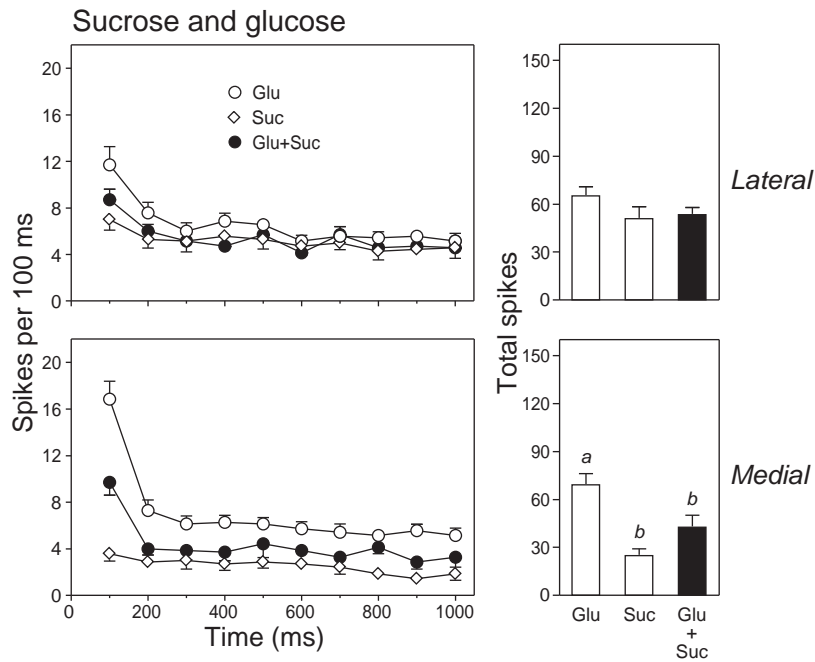 Sucrose and glucose
20
16
12
8
4
0
Glu
Suc
Glu+Suc
150
120
90
60
30
0
Lateral
Spikes per 100 ms
Total spikes
20
16
12
8
4
0
0 200 400 600 800 1000
Time (ms)
150
120
90
60
30
0
a
b
b
Medial
Glu Suc Glu
+
Suc